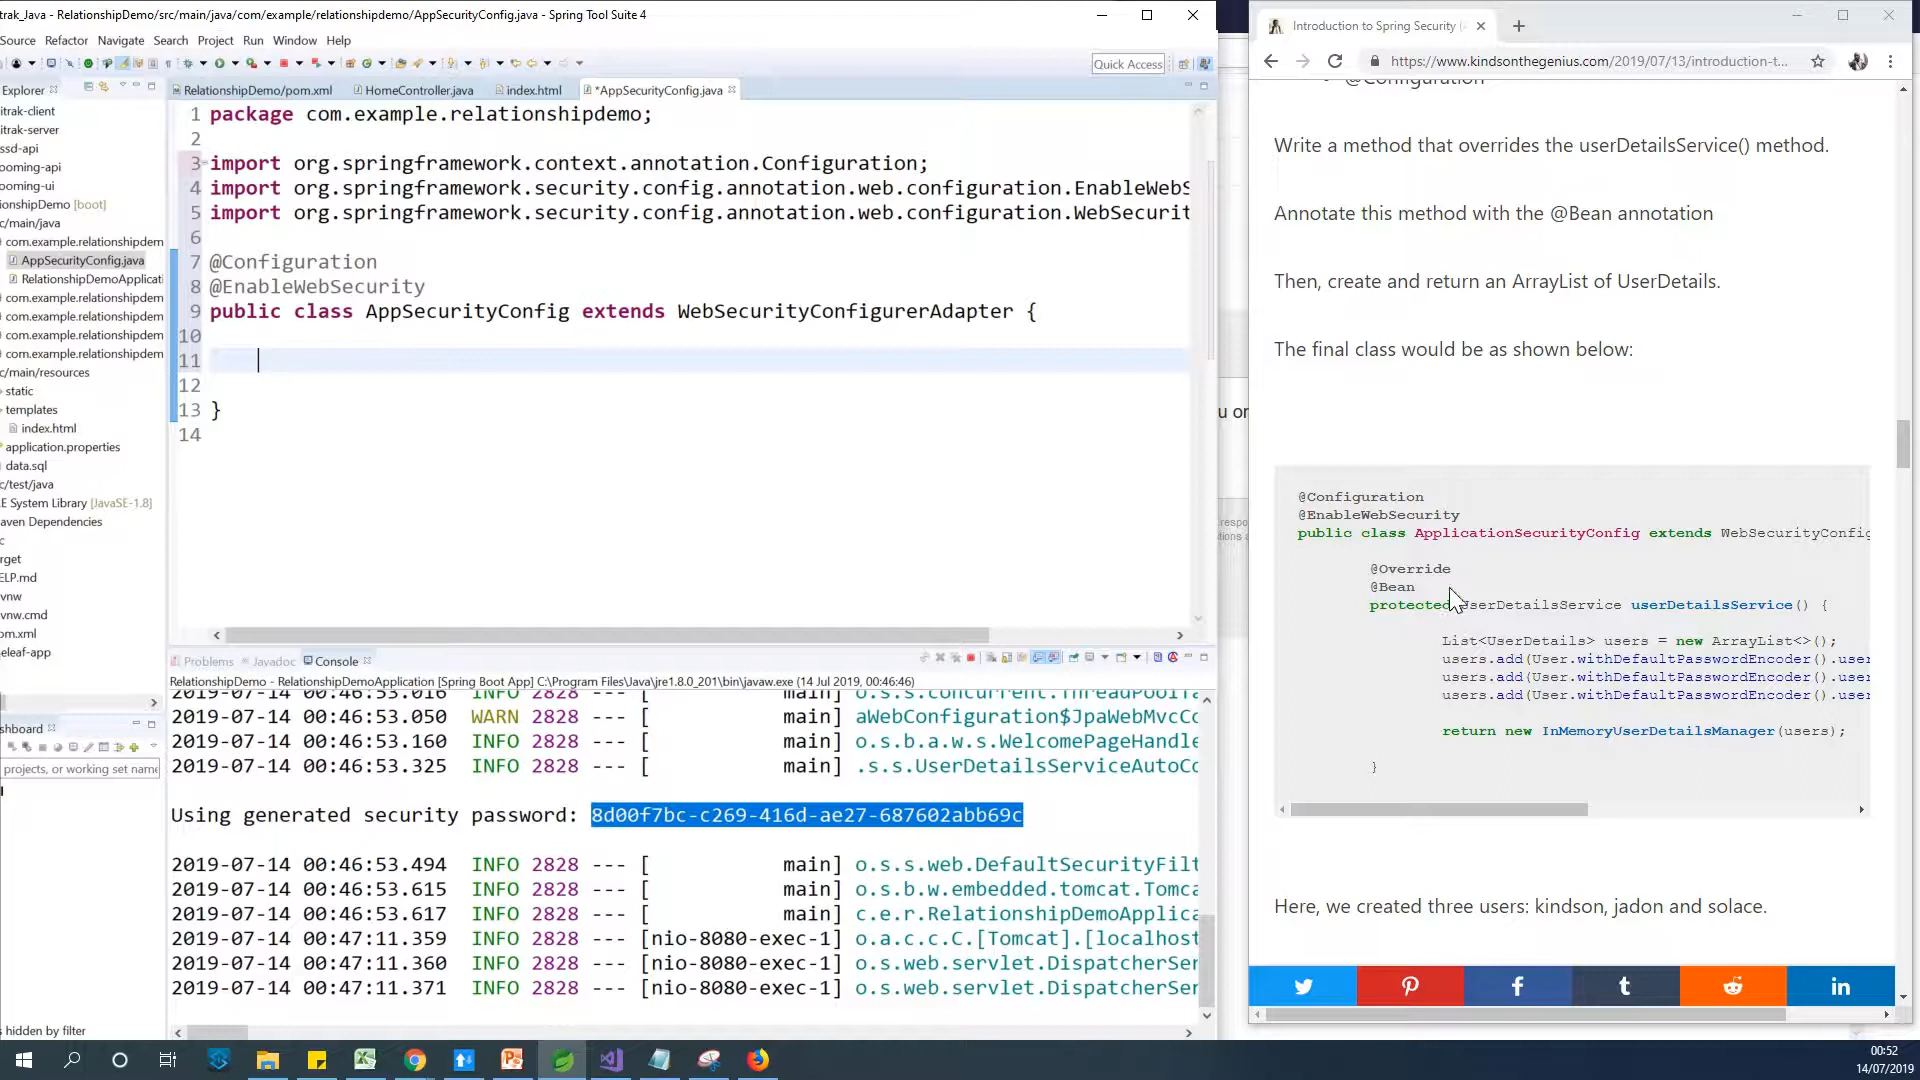 trak_Java - RelationshipDemo/src/main/java/com/example/relationshipdemo/AppSecurityConfig.java - Spring Tool Suite 4
Source Refactor Navigate Search Project Run Window Help
Quick Access
Explorer
itrak-client
itrak-server
ssd-api
ooming-api
ooming-ui
ionshipDemo [boot]
c/main/java
com.example.relationshipdem
AppSecurityConfig.java
RelationshipDemoApplicati
com.example.relationshipdem
com.example.relationshipdem
com.example.relationshipdem
com.example.relationshipdem
c/main/resources
static
templates
index.html
application.properties
data.sql
c/test/java
E System Library [JavaSE-1.8]
aven Dependencies
c
rget
ELP.md
vnw
vnw.cmd
om.xml
eleaf-app
shboard
projects, or working set name
s hidden by filter
RelationshipDemo/pom.xml HomeController.java index.html *AppSecurityConfig.java
1 package com.example.relationshipdemo;
2
3 import org.springframework.context.annotation.Configuration;
4 import org.springframework.security.config.annotation.web.configuration.EnableWebS
5 import org.springframework.security.config.annotation.web.configuration.WebSecurit
6
7 @Configuration
8 @EnableWebSecurity
9 public class AppSecurityConfig extends WebSecurityConfigurerAdapter {
10
11
12
13 }
14
Problems Javadoc Console
RelationshipDemo - RelationshipDemoApplication [Spring Boot App] C:\Program Files\Java\jre1.8.0_201\bin\javaw.exe (14 Jul 2019, 00:46:46)
2019-07-14 00:46:53.016 INFO 2828 --- [ main] o.s.s.concurrent.ThreadPoolTa
2019-07-14 00:46:53.050 WARN 2828 --- [ main] aWebConfiguration$JpaWebMvcCo
2019-07-14 00:46:53.160 INFO 2828 --- [ main] o.s.b.a.w.s.WelcomePageHandle
2019-07-14 00:46:53.325 INFO 2828 --- [ main] .s.s.UserDetailsServiceAutoCo
Using generated security password: 8d00f7bc-c269-416d-ae27-687602abb69c
2019-07-14 00:46:53.494 INFO 2828 --- [ main] o.s.s.web.DefaultSecurityFilt
2019-07-14 00:46:53.615 INFO 2828 --- [ main] o.s.b.w.embedded.tomcat.Tomca
2019-07-14 00:46:53.617 INFO 2828 --- [ main] c.e.r.RelationshipDemoApplica
2019-07-14 00:47:11.359 INFO 2828 --- [nio-8080-exec-1] o.a.c.c.C.[Tomcat].[localhost
2019-07-14 00:47:11.360 INFO 2828 --- [nio-8080-exec-1] o.s.web.servlet.DispatcherSer
2019-07-14 00:47:11.371 INFO 2828 --- [nio-8080-exec-1] o.s.web.servlet.DispatcherSer
u or
Introduction to Spring Security (
https://www.kindsonthegenius.com/2019/07/13/introduction-t...
@Configuration
Write a method that overrides the userDetailsService() method.
Annotate this method with the @Bean annotation
Then, create and return an ArrayList of UserDetails.
The final class would be as shown below:
@Configuration
@EnableWebSecurity
public class ApplicationSecurityConfig extends WebSecurityConfig
@Override
@Bean
protected UserDetailsService userDetailsService() {
List<UserDetails> users = new ArrayList<>();
users.add(User.withDefaultPasswordEncoder().user
users.add(User.withDefaultPasswordEncoder().user
users.add(User.withDefaultPasswordEncoder().user
return new InMemoryUserDetailsManager(users);
}
Here, we created three users: kindson, jadon and solace.
00:52
14/07/2019